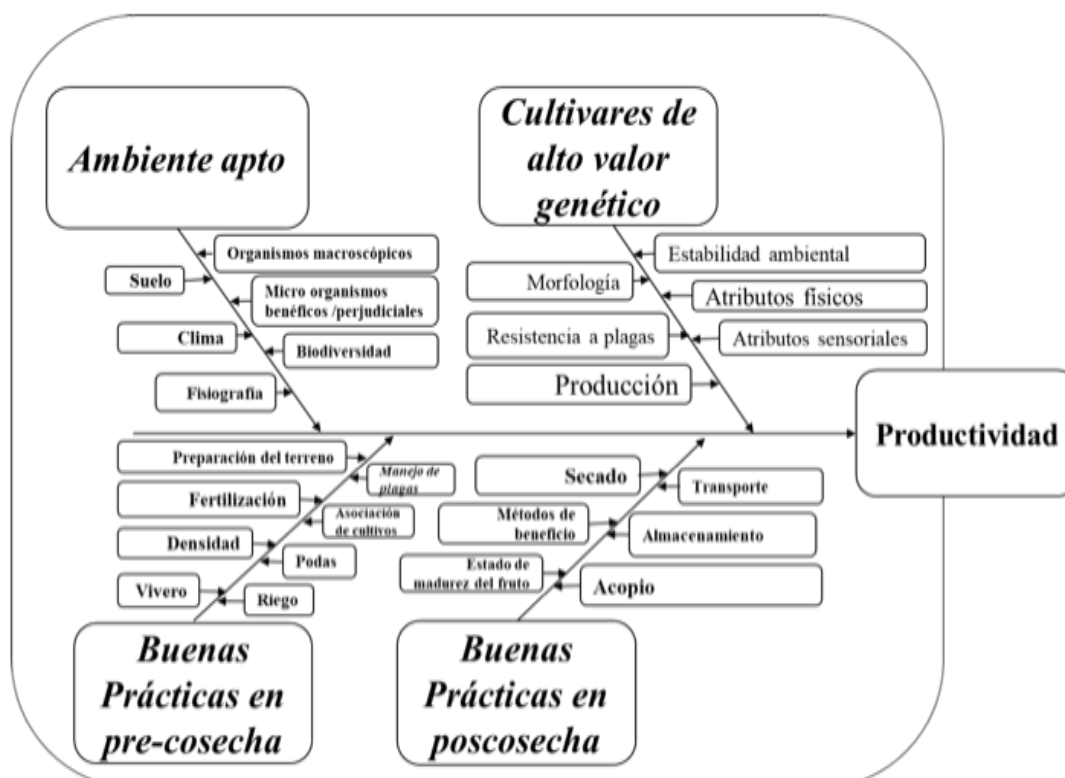 Ambiente apto
Cultivares de
alto valor
genético
Organismos macroscópicos
Suelo
Micro organismos
benéficos /perjudiciales
Clima
Biodiversidad
Fisiografía
Estabilidad ambiental
Morfología
Atributos físicos
Resistencia a plagas
Atributos sensoriales
Producción
Productividad
Preparación del terreno
Manejo de
plagas
Fertilización
Asociación
de cultivos
Densidad
Podas
Vivero
Riego
Secado
Transporte
Métodos de
beneficio
Almacenamiento
Estado de
madurez del fruto
Acopio
Buenas
Prácticas en
pre-cosecha
Buenas
Prácticas en
poscosecha